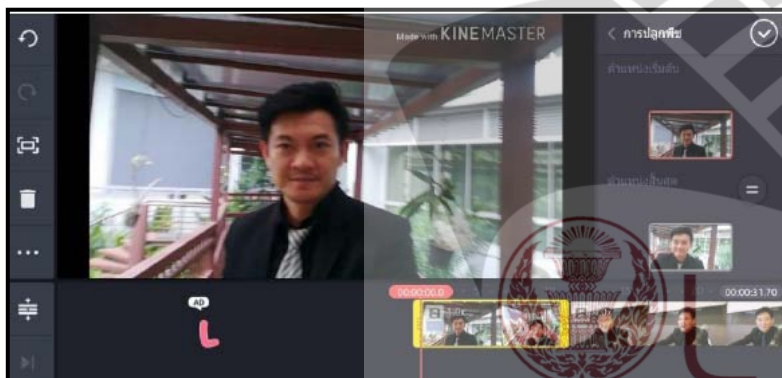 Made with KINEMASTER
การปลูกพืช
ตำแหน่งเริ่มต้น
ตำแหน่งสิ้นสุด
AD
00:00:00.0
00:00:31.70